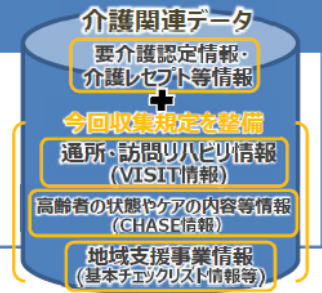 介護関連データ
要介護認定情報・
介護レセプト等情報
+
今回収集規定を整備
通所・訪問リハビリ情報
(VISIT情報)
高齢者の状態やケアの内容等情報
(CHASE情報)
地域支援事業情報
(基本チェックリスト情報等)